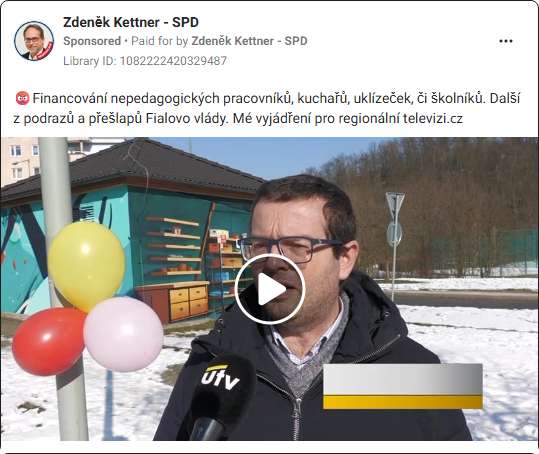 Zdeněk Kettner - SPD
Sponsored • Paid for by Zdeněk Kettner - SPD
Library ID: 1082222420329487
Financování nepedagogických pracovníků, kuchařů, uklízeček, či školníků. Další
z podrazů a přešlapů Fialovo vlády. Mé vyjádření pro regionální televizi.cz
utv